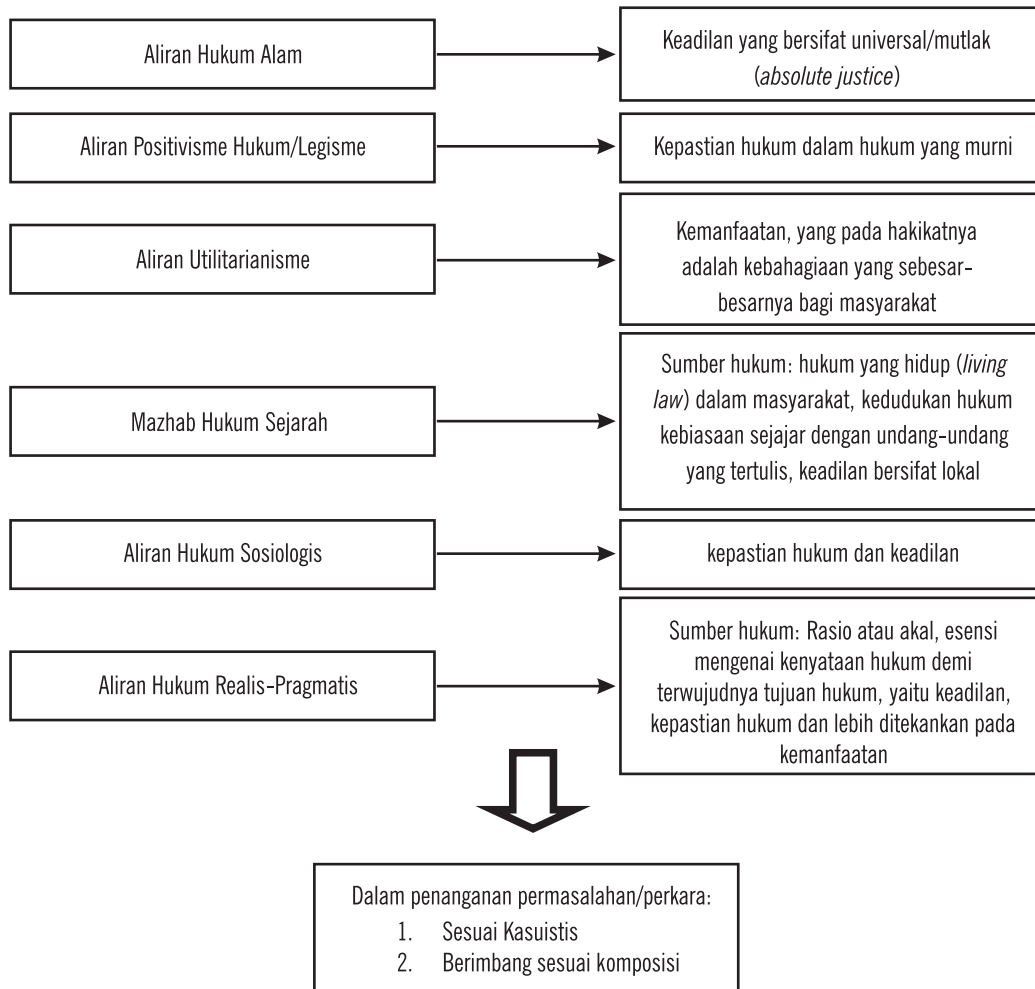 Aliran Hukum Alam
Keadilan yang bersifat universal/mutlak
(absolute justice)
Aliran Positivisme Hukum/Legisme
Kepastian hukum dalam hukum yang murni
Aliran Utilitarianisme
Kemanfaatan, yang pada hakikatnya
adalah kebahagiaan yang sebesar-
besarnya bagi masyarakat
Mazhab Hukum Sejarah
Sumber hukum: hukum yang hidup (living
law) dalam masyarakat, kedudukan hukum
kebiasaan sejajar dengan undang-undang
yang tertulis, keadilan bersifat lokal
Aliran Hukum Sosiologis
kepastian hukum dan keadilan
Aliran Hukum Realis-Pragmatis
Sumber hukum: Rasio atau akal, esensi
mengenai kenyataan hukum demi
terwujudnya tujuan hukum, yaitu keadilan,
kepastian hukum dan lebih ditekankan pada
kemanfaatan
Dalam penanganan permasalahan/perkara:
1. Sesuai Kasuistis
2. Berimbang sesuai komposisi